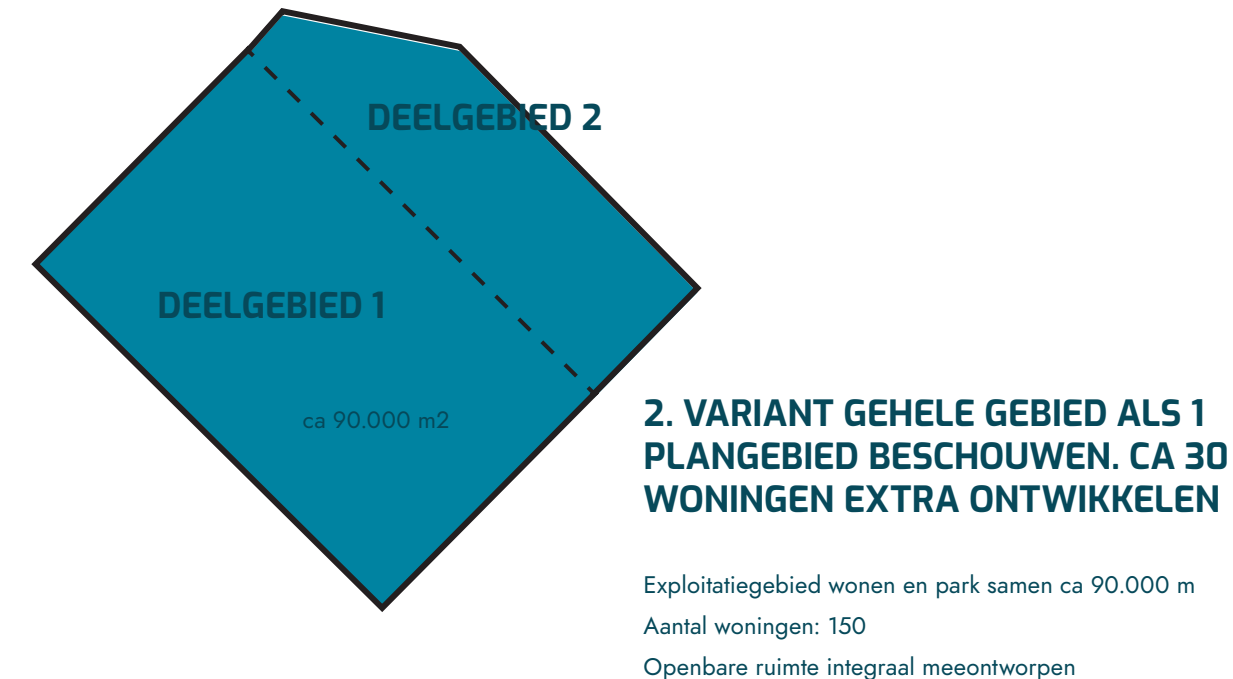 DEELGEBIED 2
DEELGEBIED 1
ca 90.000 m2
2. VARIANT GEHELE GEBIED ALS 1
PLANGEBIED BESCHOUWEN. CA 30
WONINGEN EXTRA ONTWIKKELEN
Exploitatiegebied wonen en park samen ca 90.000 m
Aantal woningen: 150
Openbare ruimte integraal meeontworpen